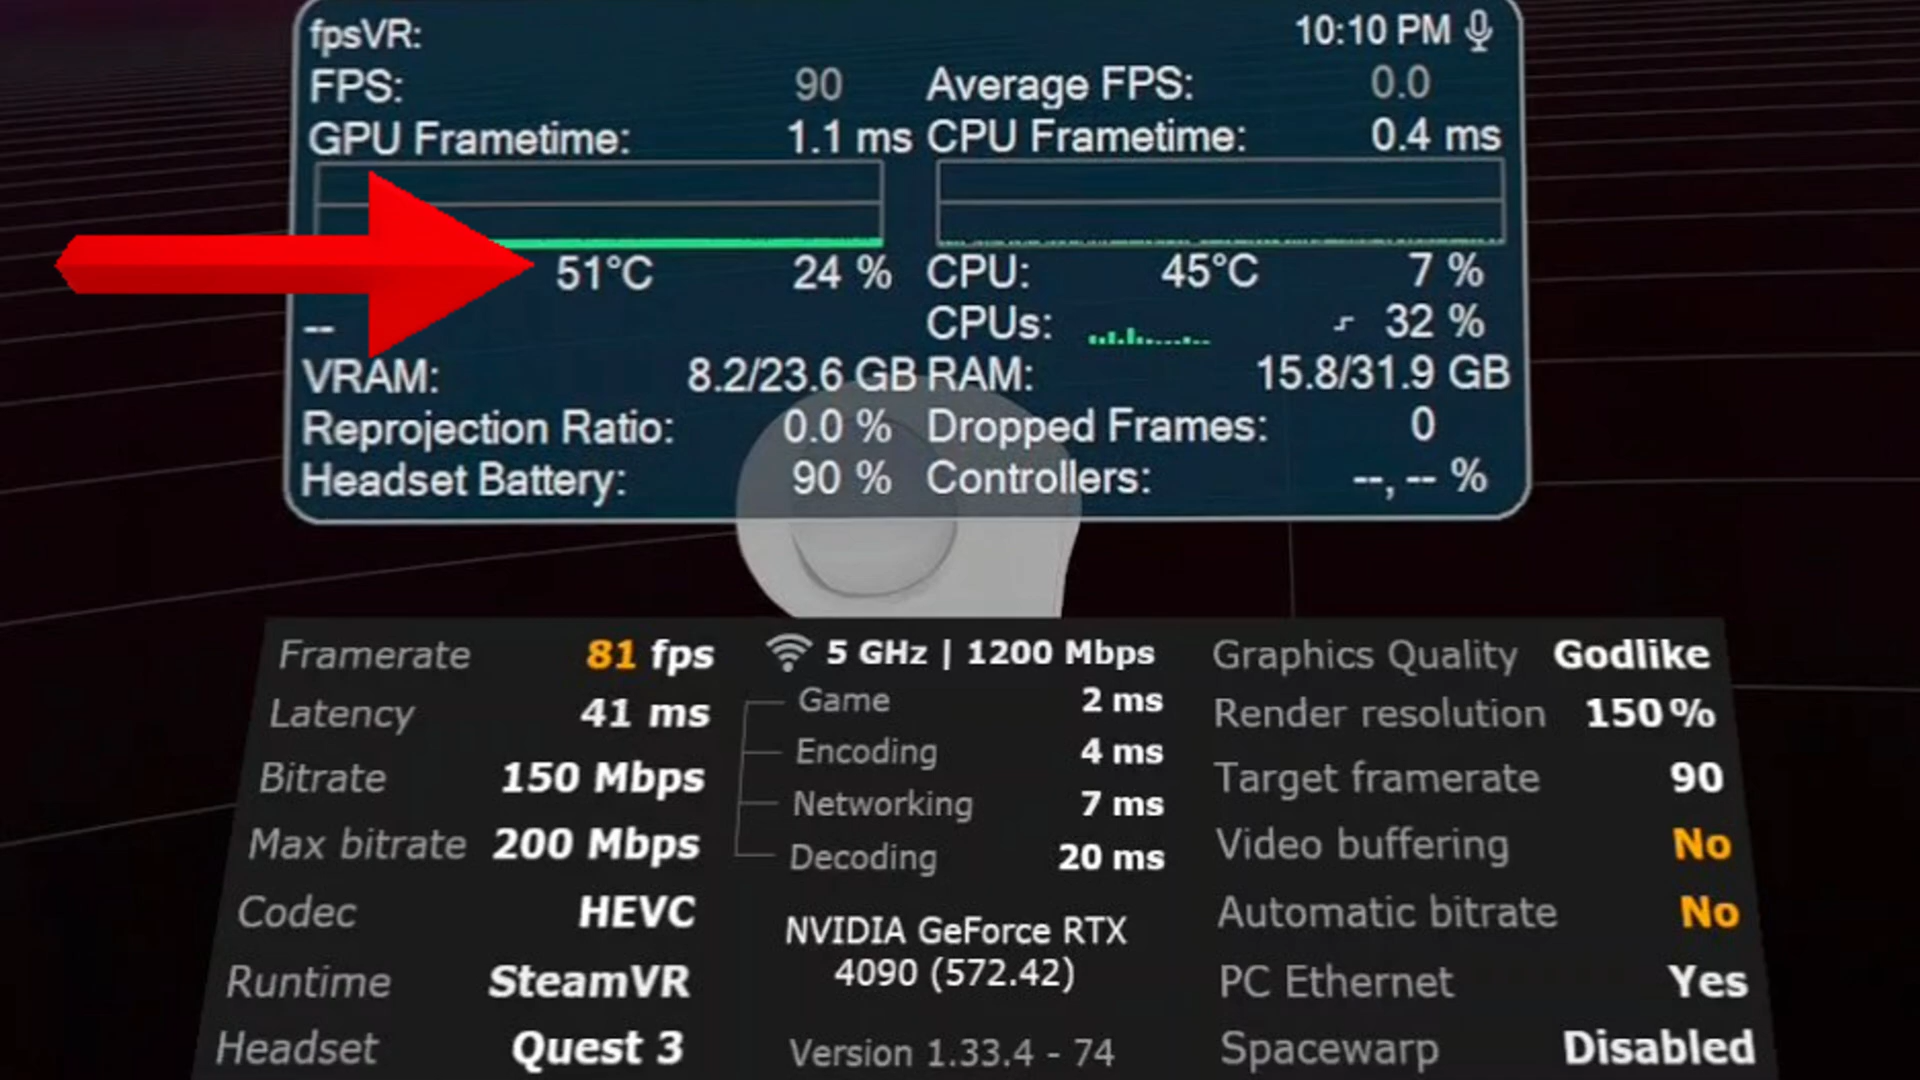 fpsVR: 10:10 PM
FPS: 90 Average FPS: 0.0
GPU Frametime: 1.1 ms CPU Frametime: 0.4 ms
51°C 24 % CPU: 45°C 7 %
-- CPUs: 32 %
VRAM: 8.2/23.6 GB RAM: 15.8/31.9 GB
Reprojection Ratio: 0.0 % Dropped Frames: 0
Headset Battery: 90 % Controllers: --, -- %
Framerate 81 fps
Latency 41 ms
Bitrate 150 Mbps
Max bitrate 200 Mbps
Codec HEVC
Runtime SteamVR
Headset Quest 3
5 GHz | 1200 Mbps
Game 2 ms
Encoding 4 ms
Networking 7 ms
Decoding 20 ms
NVIDIA GeForce RTX
4090 (572.42)
Version 1.33.4 - 74
Graphics Quality Godlike
Render resolution 150%
Target framerate 90
Video buffering No
Automatic bitrate No
PC Ethernet Yes
Spacewarp Disabled